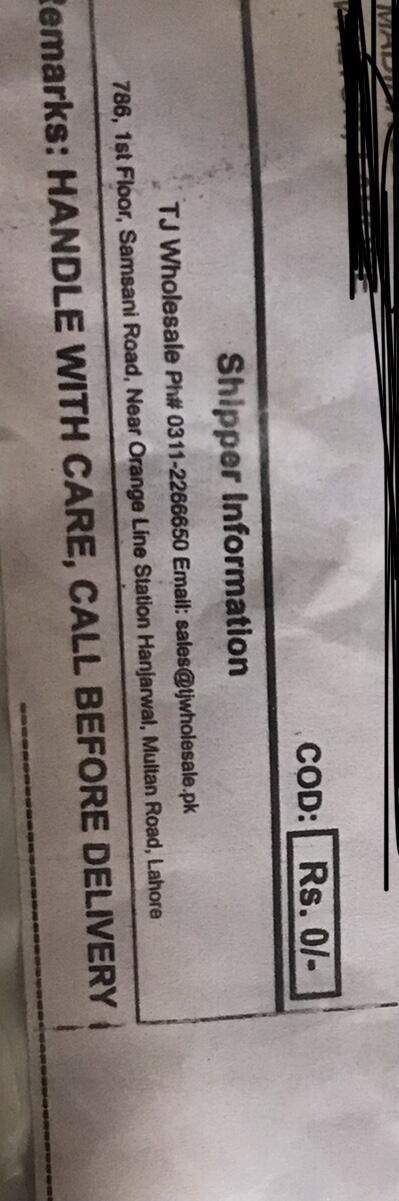 COD: Rs. 0/-
Shipper Information
TJ Wholesale Ph# 0311-2266650 Email: sales@tjwholesale.pk
786, 1st Floor, Samsani Road, Near Orange Line Station Hanjarwal, Multan Road, Lahore
Remarks: HANDLE WITH CARE, CALL BEFORE DELIVERY